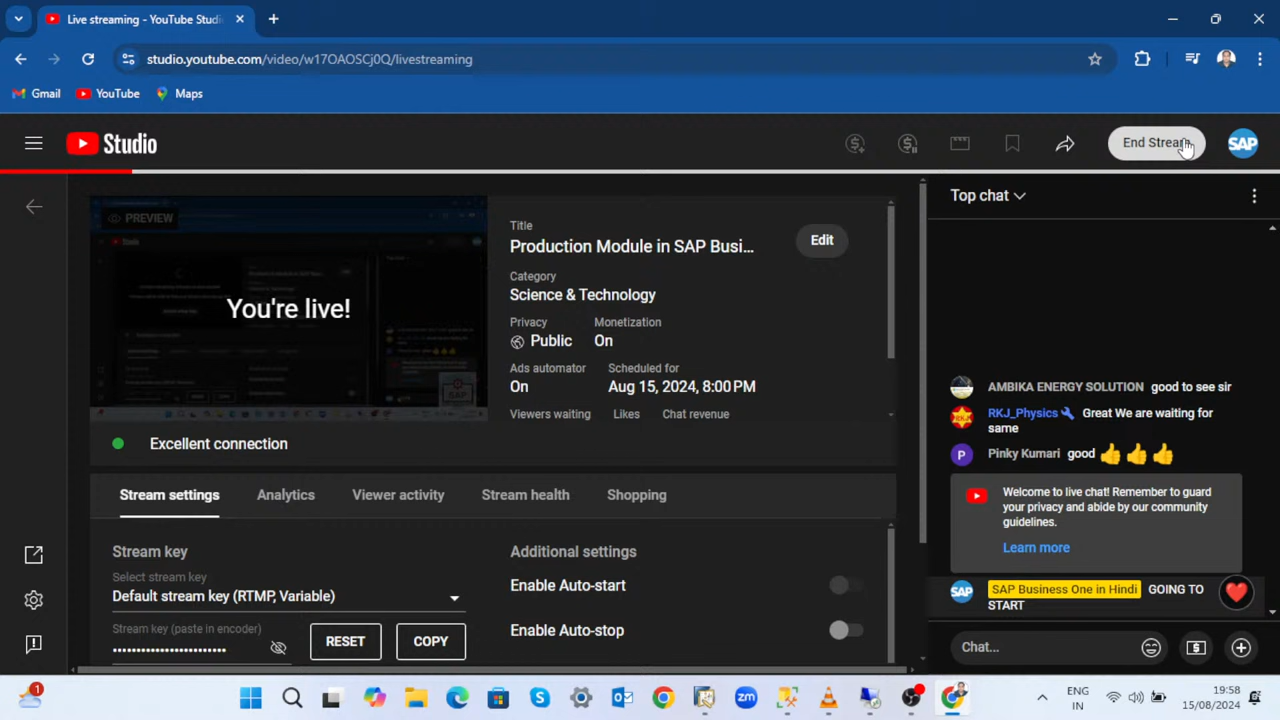 Live streaming - YouTube Studi
studio.youtube.com/video/w17OAOSCj0Q/livestreaming
Gmail
YouTube
Maps
Studio
End Stream
SAP
PREVIEW
You're live!
Title
Production Module in SAP Busi...
Edit
Category
Science & Technology
Privacy
Monetization
Public
On
Ads automator
Scheduled for
On
Aug 15, 2024, 8:00 PM
Viewers waiting
Likes
Chat revenue
Excellent connection
Stream settings
Analytics
Viewer activity
Stream health
Shopping
Stream key
Select stream key
Default stream key (RTMP, Variable)
Stream key (paste in encoder)
RESET
COPY
Additional settings
Enable Auto-start
Enable Auto-stop
Top chat
AMBIKA ENERGY SOLUTION good to see sir
RKJ
RKJ_Physics Great We are waiting for
same
P
Pinky Kumari good 👍👍👍
Welcome to live chat! Remember to guard
your privacy and abide by our community
guidelines.
Learn more
SAP
SAP Business One in Hindi GOING TO
START
Chat...
1
zm
ENG
IN
19:58
15/08/2024